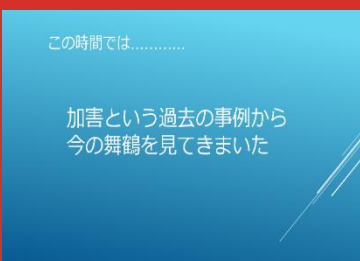 この時間では…………
加害という過去の事例から
今の舞鶴を見てきまいた